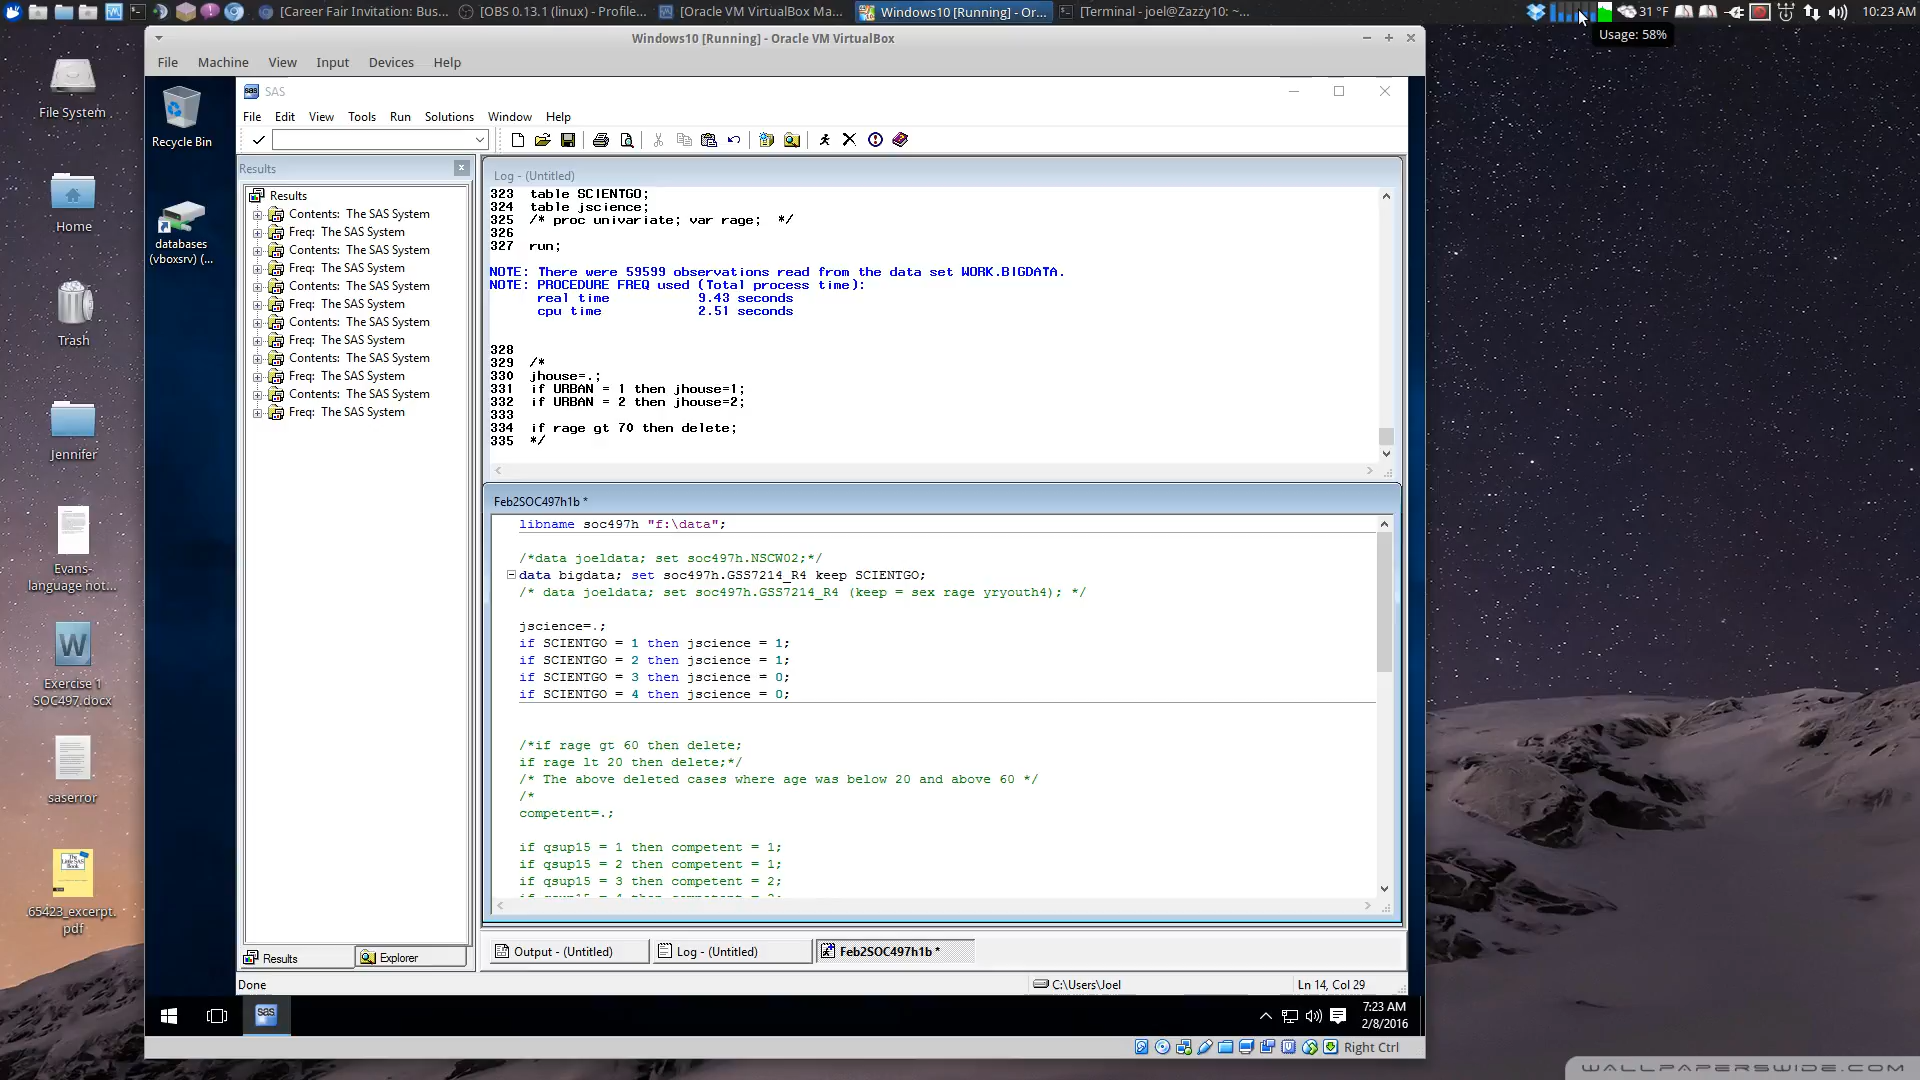 [Career Fair Invitation: Bus...
[OBS 0.13.1 (linux) - Profile...
[Oracle VM VirtualBox Ma...
Windows10 [Running] - Or...
[Terminal - joel@Zazzy10: ~...
31 °F
10:23 AM
Usage: 58%
Windows10 [Running] - Oracle VM VirtualBox
File Machine View Input Devices Help
File System
Home
Trash
Jennifer
Evans-
language not...
Exercise 1
SOC497.docx
saserror
65423_excerpt.
pdf
Recycle Bin
databases
(vboxsrv) (...
SAS
File Edit View Tools Run Solutions Window Help
Results
Results
Contents: The SAS System
Freq: The SAS System
Contents: The SAS System
Freq: The SAS System
Contents: The SAS System
Freq: The SAS System
Contents: The SAS System
Freq: The SAS System
Contents: The SAS System
Freq: The SAS System
Contents: The SAS System
Freq: The SAS System
Results
Explorer
Log - (Untitled)
323 table SCIENTGO;
324 table jscience;
325 /* proc univariate; var rage; */
326
327 run;
NOTE: There were 59599 observations read from the data set WORK.BIGDATA.
NOTE: PROCEDURE FREQ used (Total process time):
real time 9.43 seconds
cpu time 2.51 seconds
328
329 /*
330 jhouse=.;
331 if URBAN = 1 then jhouse=1;
332 if URBAN = 2 then jhouse=2;
333
334 if rage gt 70 then delete;
335 */
Feb2SOC497h1b *
libname soc497h "f:\data";
/*data joeldata; set soc497h.NSCW02;*/
data bigdata; set soc497h.GSS7214_R4 keep SCIENTGO;
/* data joeldata; set soc497h.GSS7214_R4 (keep = sex rage yryouth4); */
jscience=.;
if SCIENTGO = 1 then jscience = 1;
if SCIENTGO = 2 then jscience = 1;
if SCIENTGO = 3 then jscience = 0;
if SCIENTGO = 4 then jscience = 0;
/*if rage gt 60 then delete;
if rage lt 20 then delete;*/
/* The above deleted cases where age was below 20 and above 60 */
/*
competent=.;
if qsup15 = 1 then competent = 1;
if qsup15 = 2 then competent = 1;
if qsup15 = 3 then competent = 2;
Output - (Untitled)
Log - (Untitled)
Feb2SOC497h1b *
Done
C:\Users\Joel
Ln 14, Col 29
7:23 AM
2/8/2016
Right Ctrl
WALLPAPERSWIDE.COM